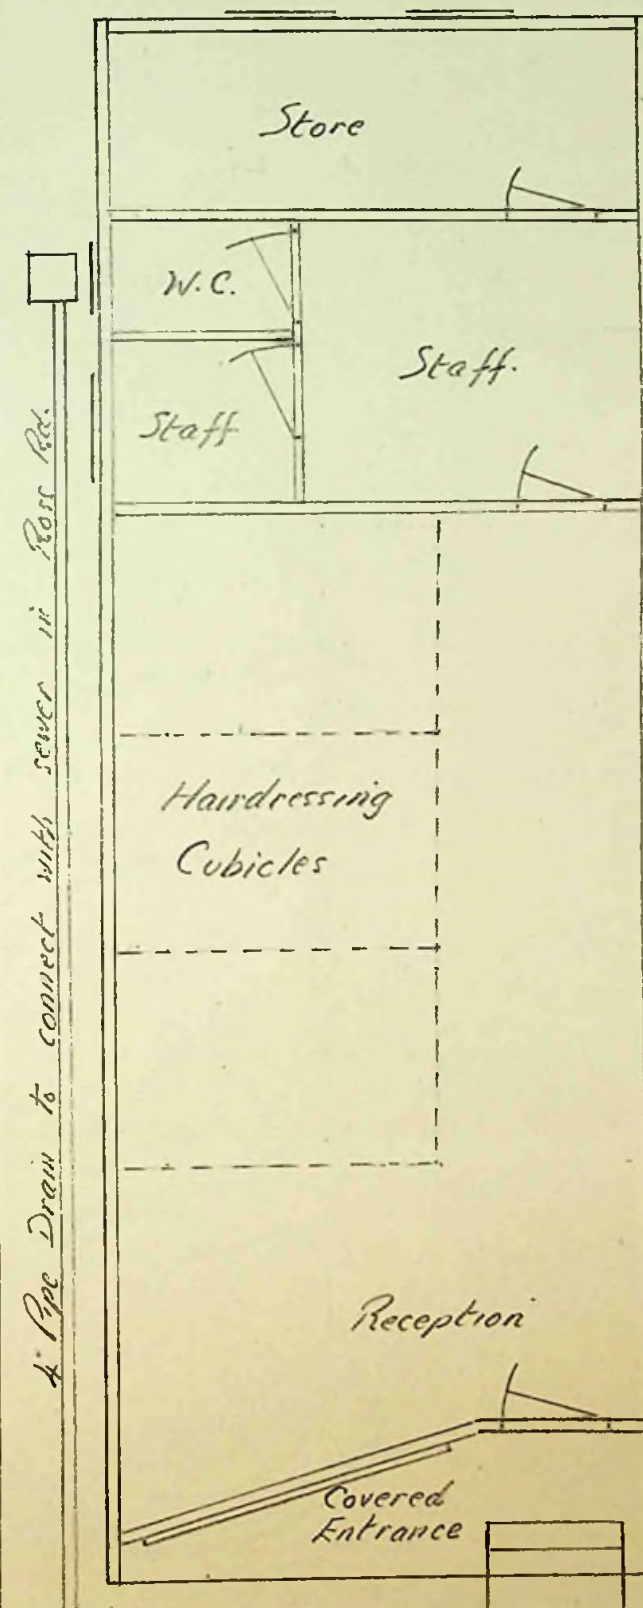 Store
W.C.
Staff.
Staff
4" Pipe Drain to connect with sewer in Ross Rd.
Hairdressing
Cubicles
Reception
Covered
Entrance